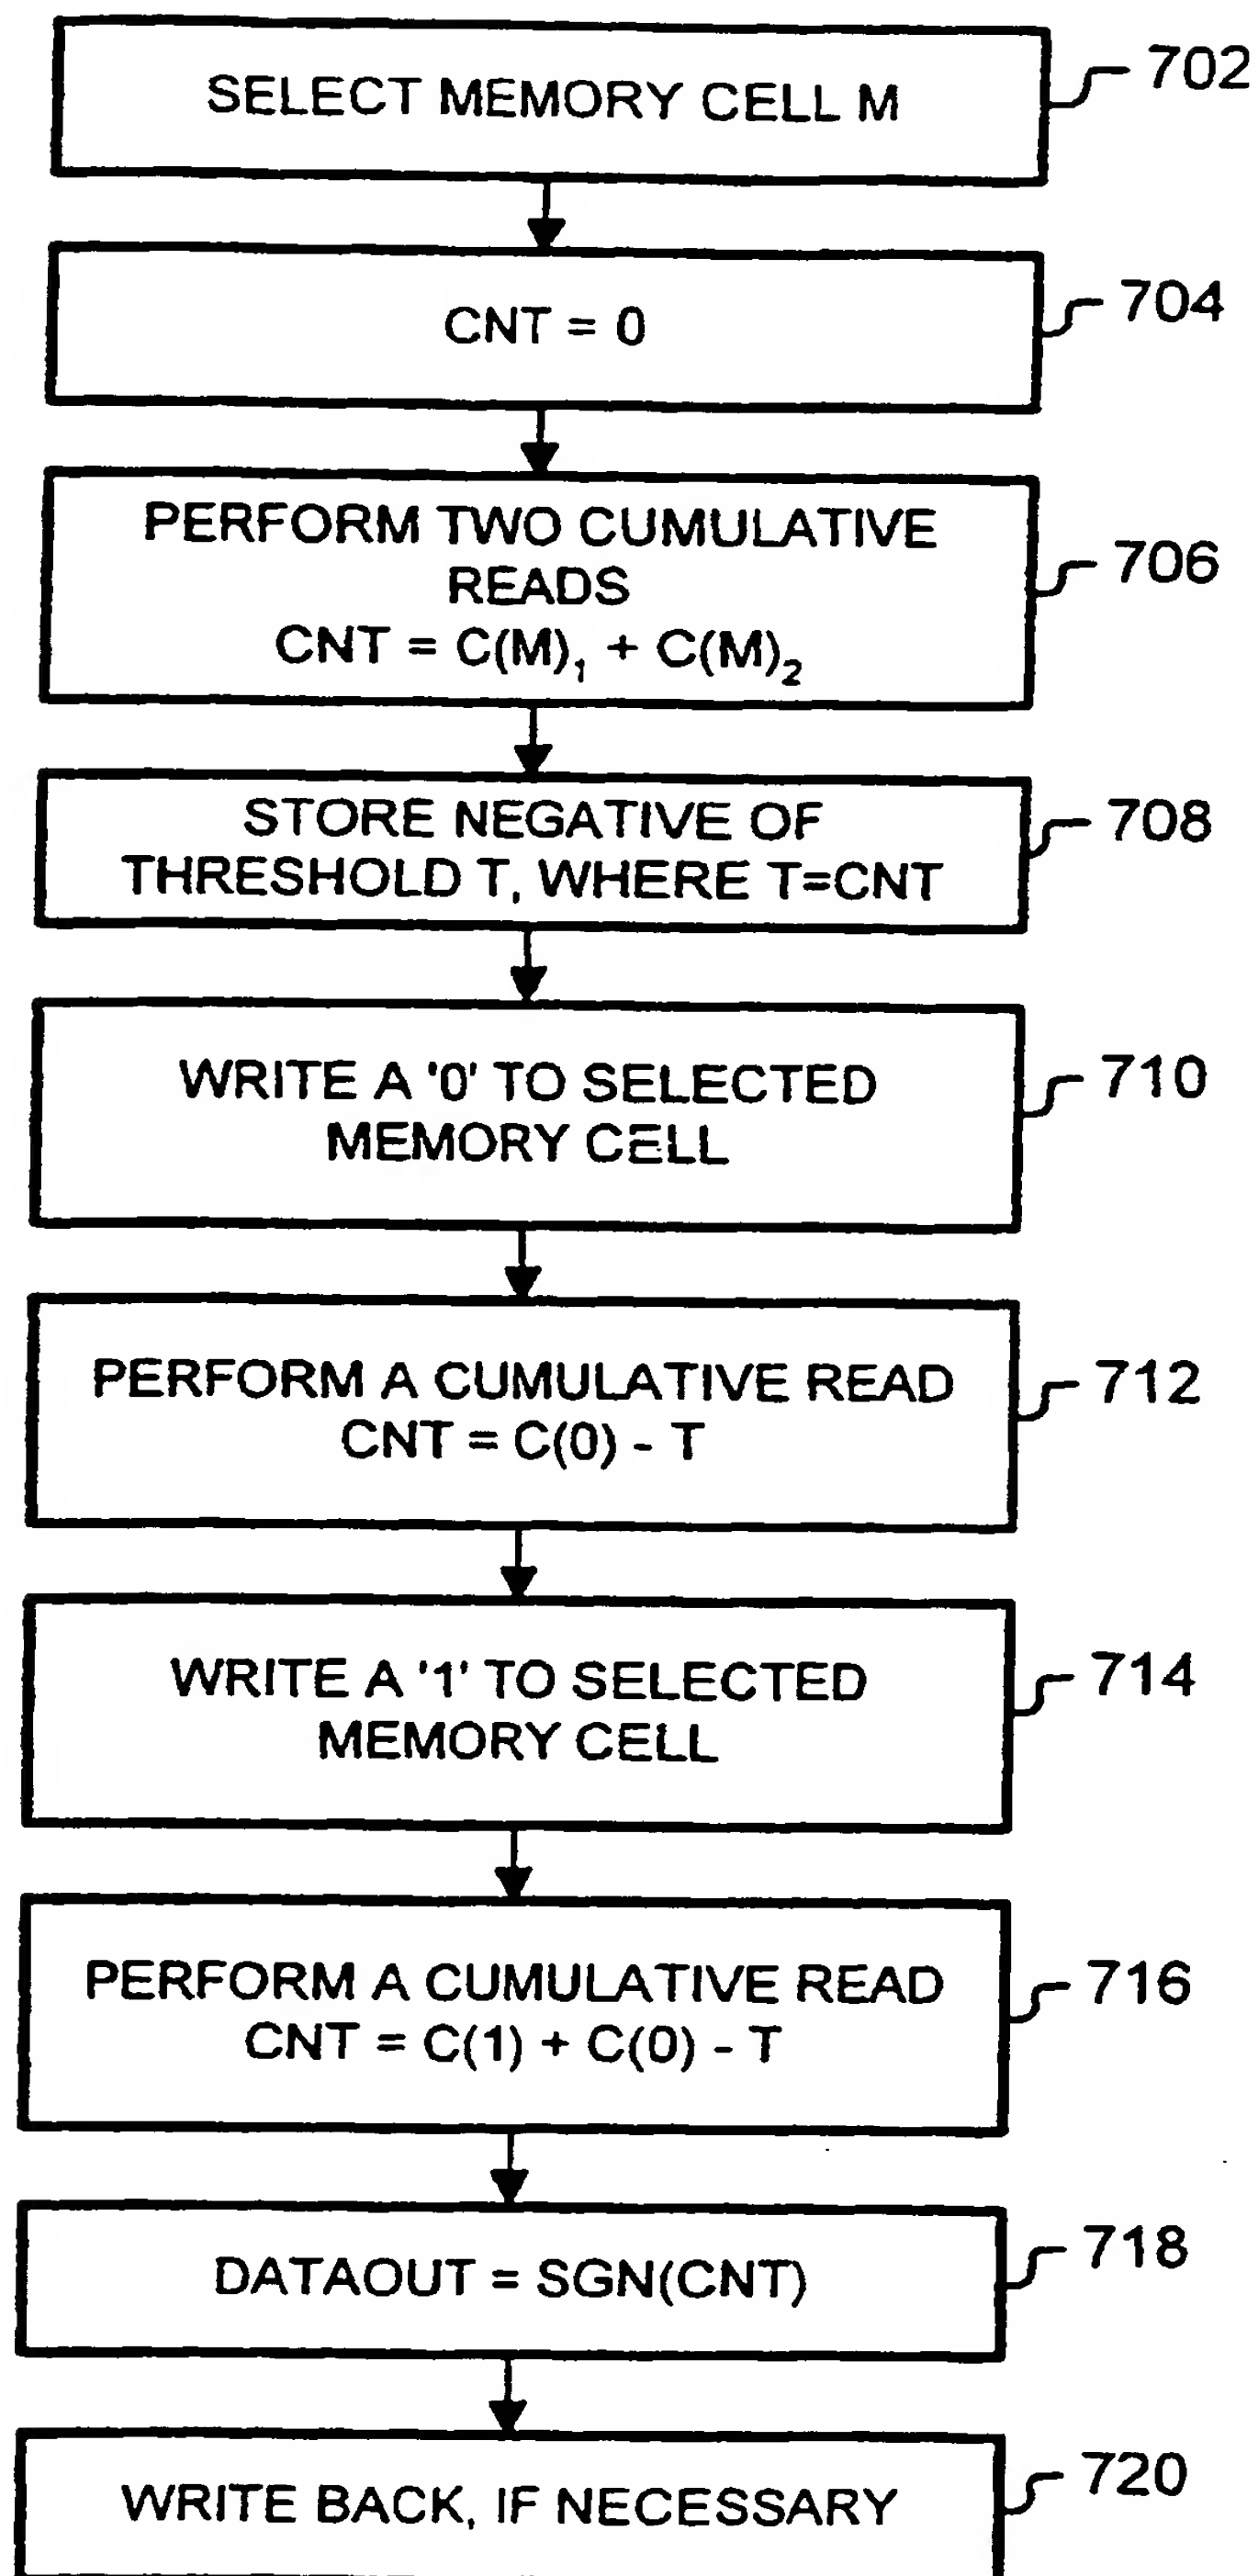 SELECT MEMORY CELL M
702
CNT = 0
704
PERFORM TWO CUMULATIVE
READS
CNT = C(M)₁ + C(M)₂
706
STORE NEGATIVE OF
THRESHOLD T, WHERE T=CNT
708
WRITE A '0' TO SELECTED
MEMORY CELL
710
PERFORM A CUMULATIVE READ
CNT = C(0) - T
712
WRITE A '1' TO SELECTED
MEMORY CELL
714
PERFORM A CUMULATIVE READ
CNT = C(1) + C(0) - T
716
DATAOUT = SGN(CNT)
718
WRITE BACK, IF NECESSARY
720